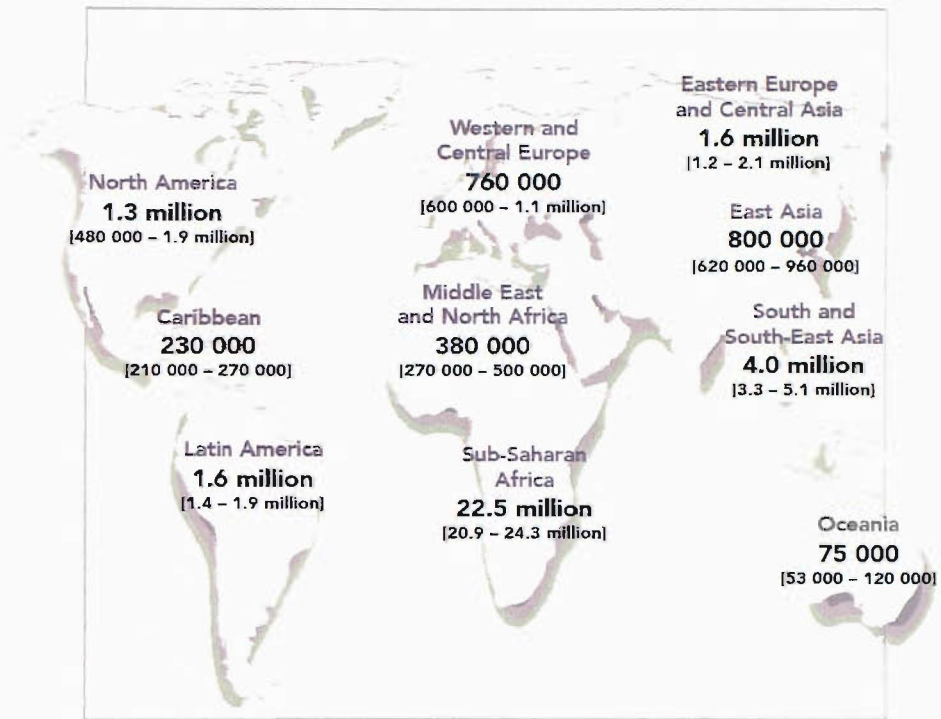 Eastern Europe
and Central Asia
1.6 million
[1.2 – 2.1 million]
Western and
Central Europe
760 000
[600 000 – 1.1 million]
North America
1.3 million
[480 000 – 1.9 million]
East Asia
800 000
[620 000 – 960 000]
Middle East
and North Africa
380 000
[270 000 – 500 000]
Caribbean
230 000
[210 000 – 270 000]
South and
South-East Asia
4.0 million
[3.3 – 5.1 million]
Latin America
1.6 million
[1.4 – 1.9 million]
Sub-Saharan
Africa
22.5 million
[20.9 – 24.3 million]
Oceania
75 000
[53 000 – 120 000]